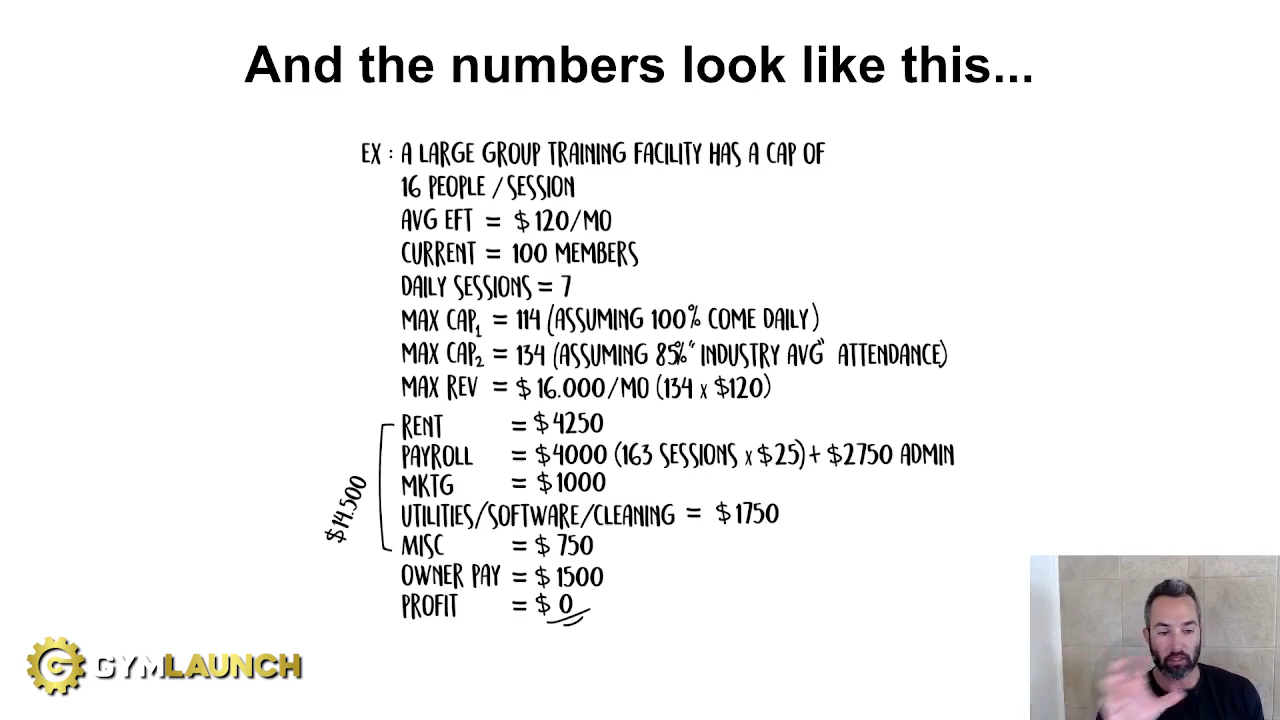 And the numbers look like this...
EX : A LARGE GROUP TRAINING FACILITY HAS A CAP OF
16 PEOPLE / SESSION
AVG EFT = $120/MO
CURRENT = 100 MEMBERS
DAILY SESSIONS = 7
MAX CAP1 = 114 (ASSUMING 100% COME DAILY)
MAX CAP2 = 134 (ASSUMING 85% "INDUSTRY AVG" ATTENDANCE)
MAX REV = $16.000/MO (134 x $120)
RENT = $4250
PAYROLL = $4000 (163 SESSIONS x $25) + $2750 ADMIN
MKTG = $1000
UTILITIES/SOFTWARE/CLEANING = $1750
MISC = $750
$14.500
OWNER PAY = $1500
PROFIT = $0
GYMLAUNCH